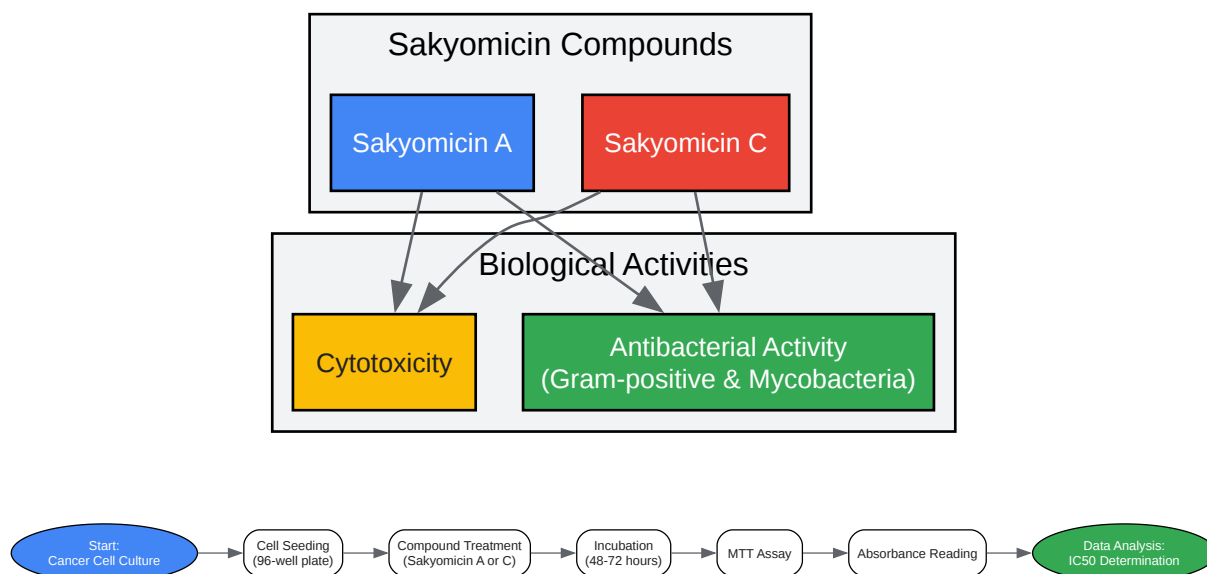 Sakyomicin Compounds
Sakyomicin A
Sakyomicin C
Biological Activities
Cytotoxicity
Antibacterial Activity
(Gram-positive & Mycobacteria)
Start:
Cancer Cell Culture
Cell Seeding
(96-well plate)
Compound Treatment
(Sakyomicin A or C)
Incubation
(48-72 hours)
MTT Assay
Absorbance Reading
Data Analysis:
IC50 Determination